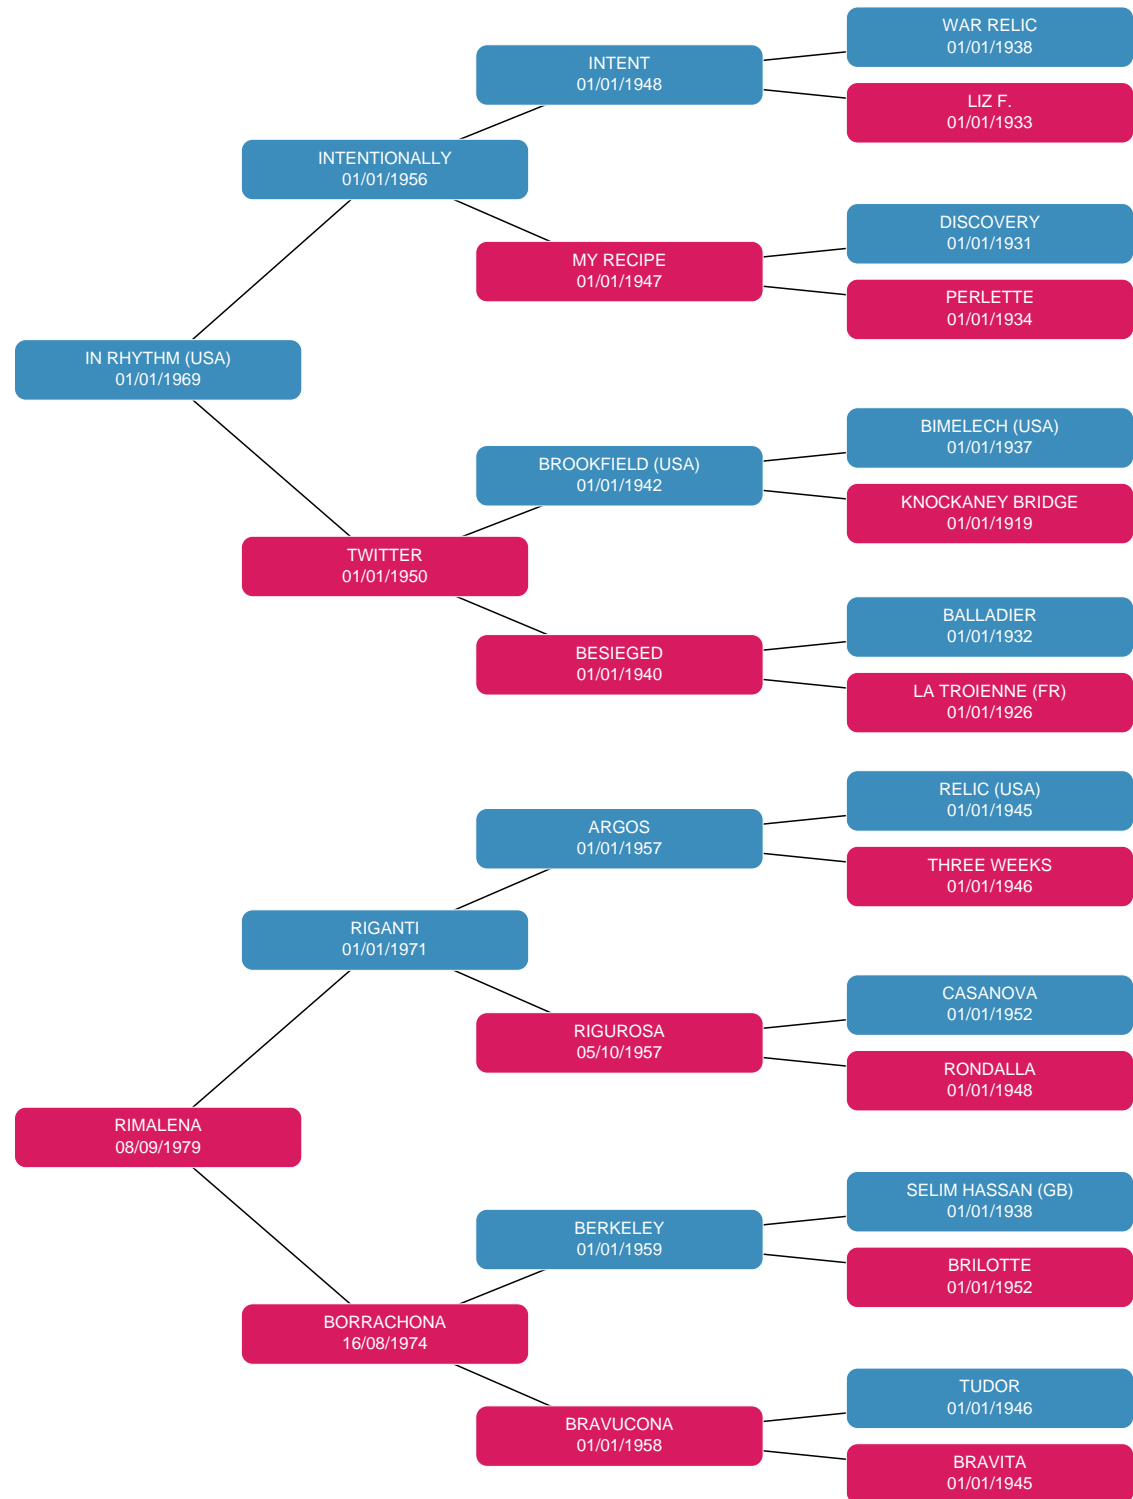 WAR RELIC
01/01/1938
INTENT
01/01/1948
LIZ F.
01/01/1933
INTENTIONALLY
01/01/1956
DISCOVERY
01/01/1931
MY RECIPE
01/01/1947
PERLETTE
01/01/1934
IN RHYTHM (USA)
01/01/1969
BIMELECH (USA)
01/01/1937
BROOKFIELD (USA)
01/01/1942
KNOCKANEY BRIDGE
01/01/1919
TWITTER
01/01/1950
BALLADIER
01/01/1932
BESIEGED
01/01/1940
LA TROIENNE (FR)
01/01/1926
RELIC (USA)
01/01/1945
ARGOS
01/01/1957
THREE WEEKS
01/01/1946
RIGANTI
01/01/1971
CASANOVA
01/01/1952
RIGUROSA
05/10/1957
RONDALLA
01/01/1948
RIMALENA
08/09/1979
SELIM HASSAN (GB)
01/01/1938
BERKELEY
01/01/1959
BRILOTTE
01/01/1952
BORRACHONA
16/08/1974
TUDOR
01/01/1946
BRAVUCONA
01/01/1958
BRAVITA
01/01/1945